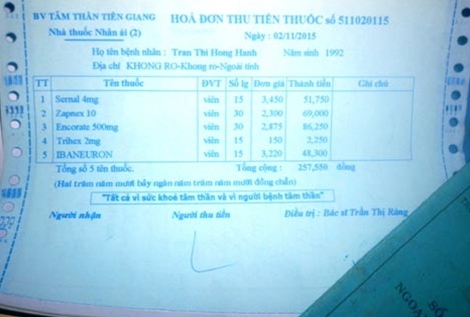 BV TÂM THẦN TIỀN GIANG HOÁ ĐƠN THU TIỀN THUỐC số 511020115
Nhà thuốc Nhân ái (2) Ngày : 02/11/2015
Họ tên bệnh nhân : Tran Thi Hong Hanh Năm sinh 1992
Địa chỉ KHONG RO-Khong ro-Ngoài tỉnh
TT Tên thuốc ĐVT Số lg Đơn giá Thành tiền Ghi chú
1 Sernal 4mg viên 15 3,450 51,750
2 Zapnex 10 viên 30 2,300 69,000
3 Encorate 500mg viên 30 2,875 86,250
4 Trihex 2mg viên 15 150 2,250
5 IBANEURON viên 15 3,220 48,300
Tổng số 5 tên thuốc. Tổng cộng : 257,550 đồng
(Hai trăm năm mươi bảy ngàn năm trăm năm mươi đồng chẵn)
"Tất cả vì sức khoẻ tâm thần và vì người bệnh tâm thần"
Người nhận Người thu tiền Điều trị : Bác sĩ Trần Thị Ràng
SỔ
NGOẠ